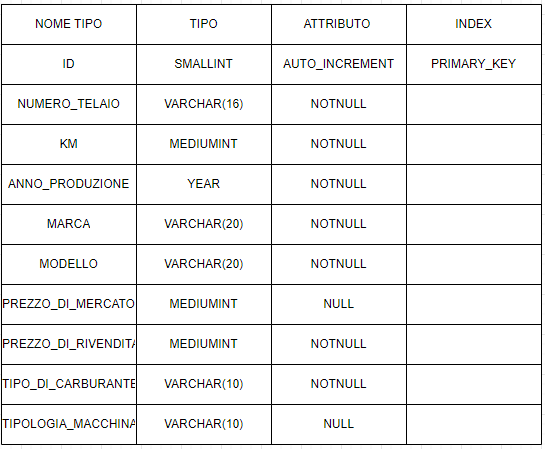 NOME TIPO TIPO ATTRIBUTO INDEX
ID SMALLINT AUTO_INCREMENT PRIMARY_KEY
NUMERO_TELAIO VARCHAR(16) NOTNULL
KM MEDIUMINT NOTNULL
ANNO_PRODUZIONE YEAR NOTNULL
MARCA VARCHAR(20) NOTNULL
MODELLO VARCHAR(20) NOTNULL
PREZZO_DI_MERCATO MEDIUMINT NULL
PREZZO_DI_RIVENDITA MEDIUMINT NOTNULL
TIPO_DI_CARBURANTE VARCHAR(10) NOTNULL
TIPOLOGIA_MACCHINA VARCHAR(10) NULL